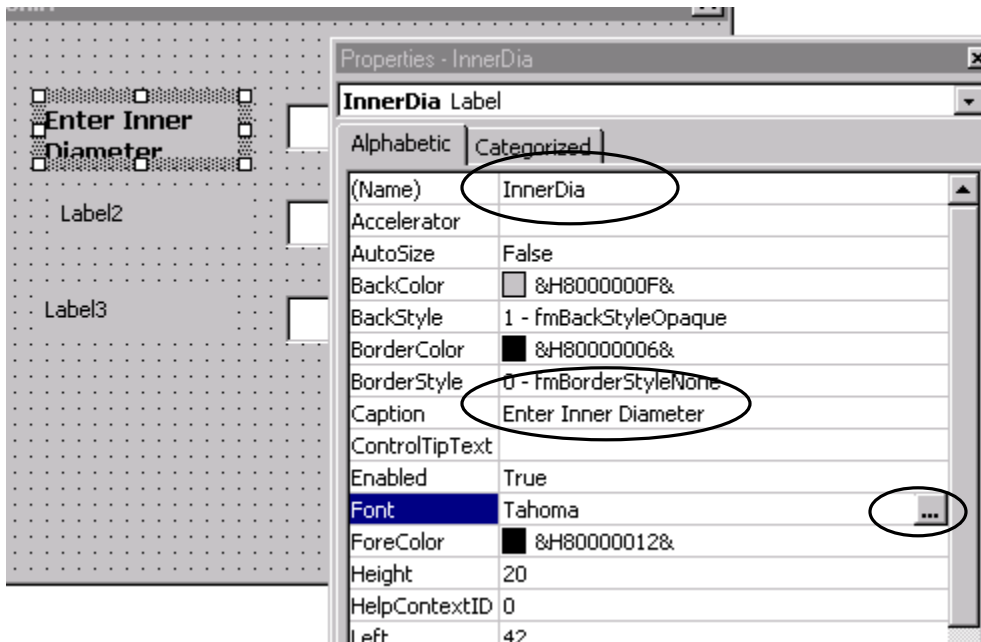 Properties - InnerDia
InnerDia Label
Alphabetic Categorized
Enter Inner
Diameter
Label2
Label3
(Name) InnerDia
Accelerator
AutoSize False
BackColor &H8000000F&
BackStyle 1 - fmBackStyleOpaque
BorderColor &H80000006&
BorderStyle 0 - fmBorderStyleNone
Caption Enter Inner Diameter
ControlTipText
Enabled True
Font Tahoma ...
ForeColor &H80000012&
Height 20
HelpContextID 0
Left 42